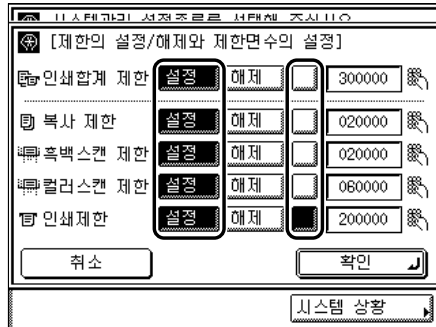 [제한의 설정/해제와 제한면수의 설정]
인쇄합계 제한 설정 해제 300000
복사 제한 설정 해제 020000
흑백스캔 제한 설정 해제 020000
컬러스캔 제한 설정 해제 060000
인쇄제한 설정 해제 200000
취소 확인
시스템 상황